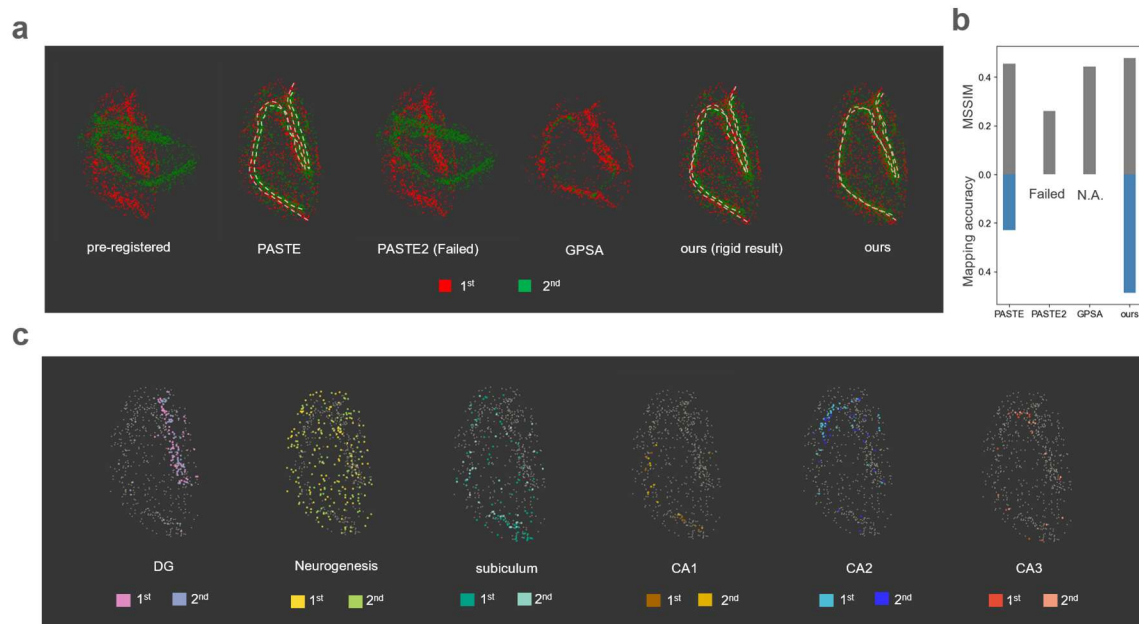 a
pre-registered
PASTE
PASTE2 (Failed)
GPSA
ours (rigid result)
ours
1st
2nd
b
MSSIM
Mapping accuracy
0.4
0.2
0.0
0.2
0.4
Failed
N.A.
PASTE
PASTE2
GPSA
ours
c
DG
Neurogenesis
subiculum
CA1
CA2
CA3
1st 2nd
1st 2nd
1st 2nd
1st 2nd
1st 2nd
1st 2nd